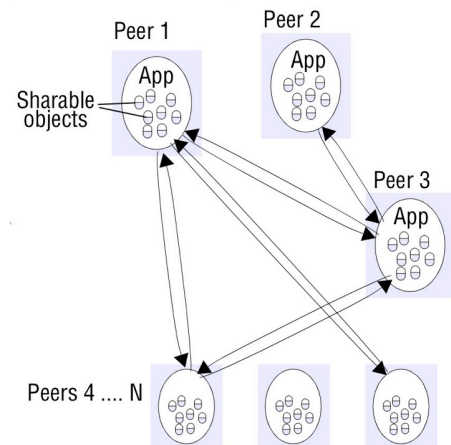 Peer 1
Peer 2
App
App
Sharable
objects
Peer 3
App
Peers 4 .... N